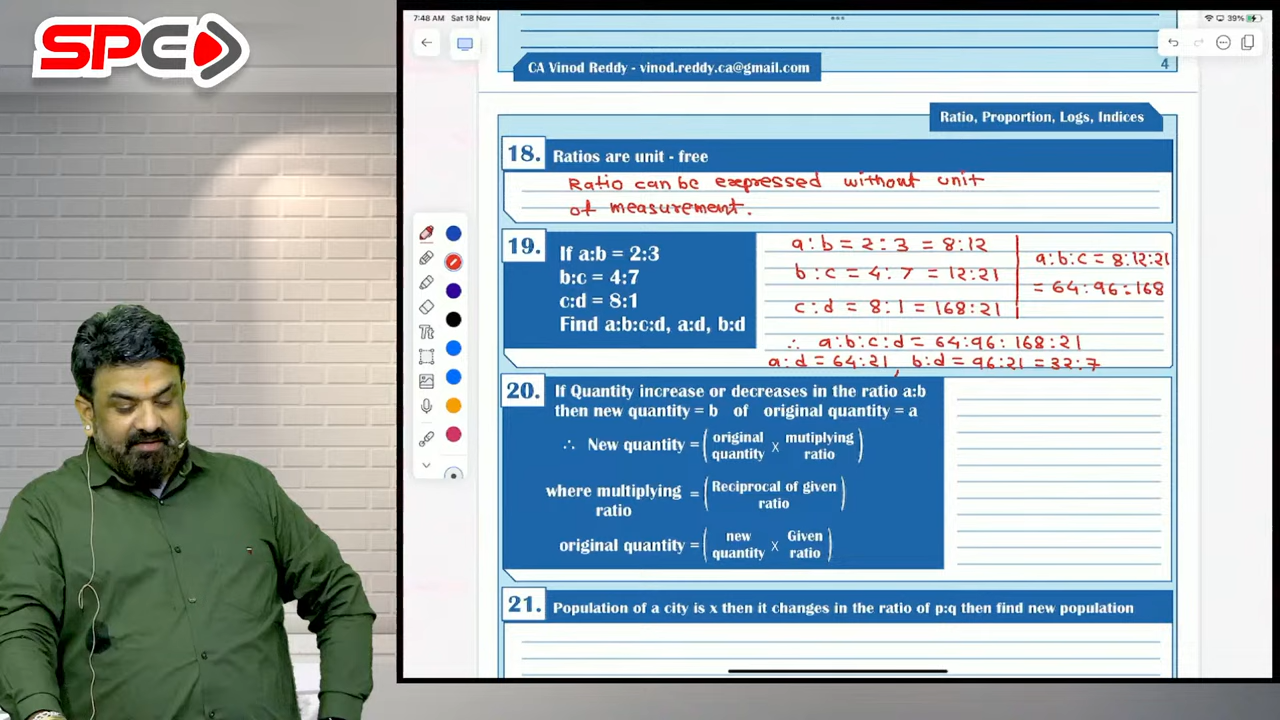 SPC
7:48 AM Sat 18 Nov
39%
CA Vinod Reddy - vinod.reddy.ca@gmail.com
4
Ratio, Proportion, Logs, Indices
18. Ratios are unit - free
Ratio can be expressed without unit
of measurement.
19. If a:b = 2:3
b:c = 4:7
c:d = 8:1
Find a:b:c:d, a:d, b:d
a:b = 2:3 = 8:12
b:c = 4:7 = 12:21
c:d = 8:1 = 168:21
a:b:c = 8:12:21
= 64:96:168
∴ a:b:c:d = 64:96:168:21
a:d = 64:21, b:d = 96:21 = 32:7
20. If Quantity increase or decreases in the ratio a:b
then new quantity = b of original quantity = a
∴ New quantity = (original quantity × mutiplying ratio)
where multiplying ratio = (Reciprocal of given ratio)
original quantity = (new quantity × Given ratio)
21. Population of a city is x then it changes in the ratio of p:q then find new population